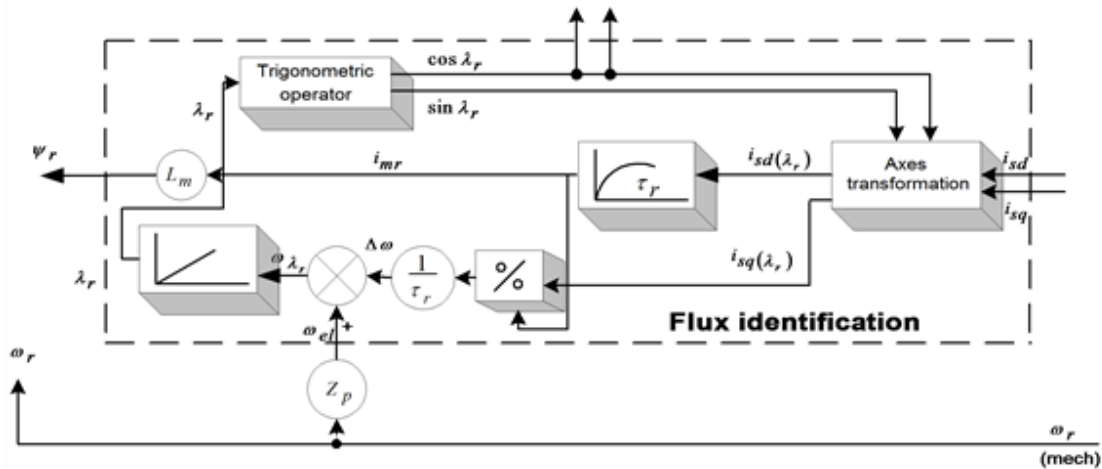 cos λr
Trigonometric
operator
sin λr
λr
ψr
Lm
imr
τr
isd(λr)
Axes
transformation
isd
isq
λr
ω λr
Δω
1
τr
%
isq(λr)
ωel +
Flux identification
ωr
Zp
ωr
(mech)